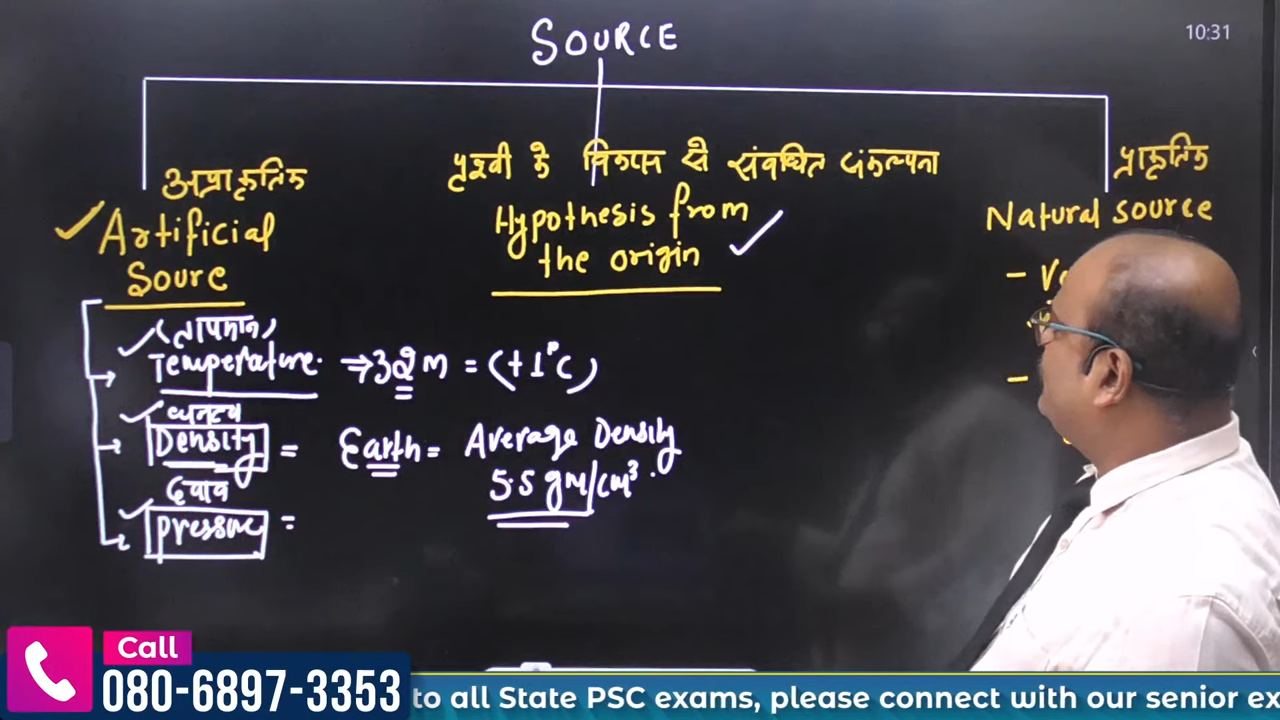 SOURCE
10:31
अप्राकृतिक
Artificial
Soure
पृथ्वी के विकास से संबंधित संकल्पना
Hypothesis from
the origin
प्राकृतिक
Natural source
(तापमान)
Temperature. → 32 m = (+1°C)
घनत्व
Density = Earth = Average Density
5.5 gm/cm³.
दवाव
pressure =
Call
080-6897-3353
to all State PSC exams, please connect with our senior ex